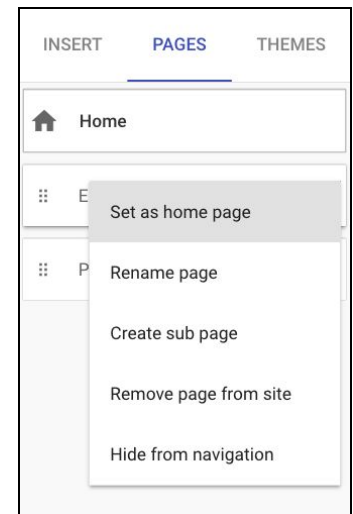 INSERT PAGES THEMES
Home
E
Set as home page
P
Rename page
Create sub page
Remove page from site
Hide from navigation